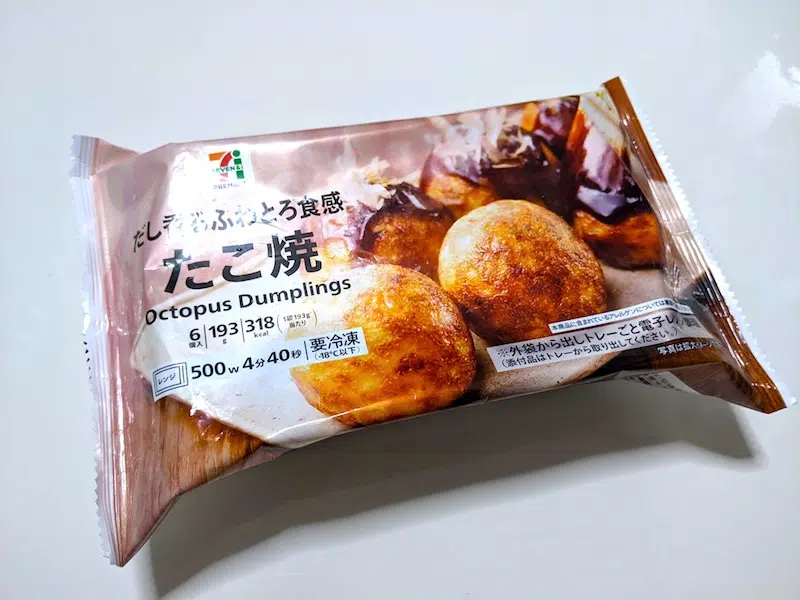 SEVEN&i
PREMIUM
だし香るふわとろ食感
たこ焼
Octopus Dumplings
6個入 193g 318kcal (1袋193g当たり)
レンジ 500W 4分40秒 要冷凍(-18℃以下)
本商品に含まれているアレルゲンについては
※外袋から出しトレーごと電子レ
(添付品はトレーから取り出してください)
写真は拡大